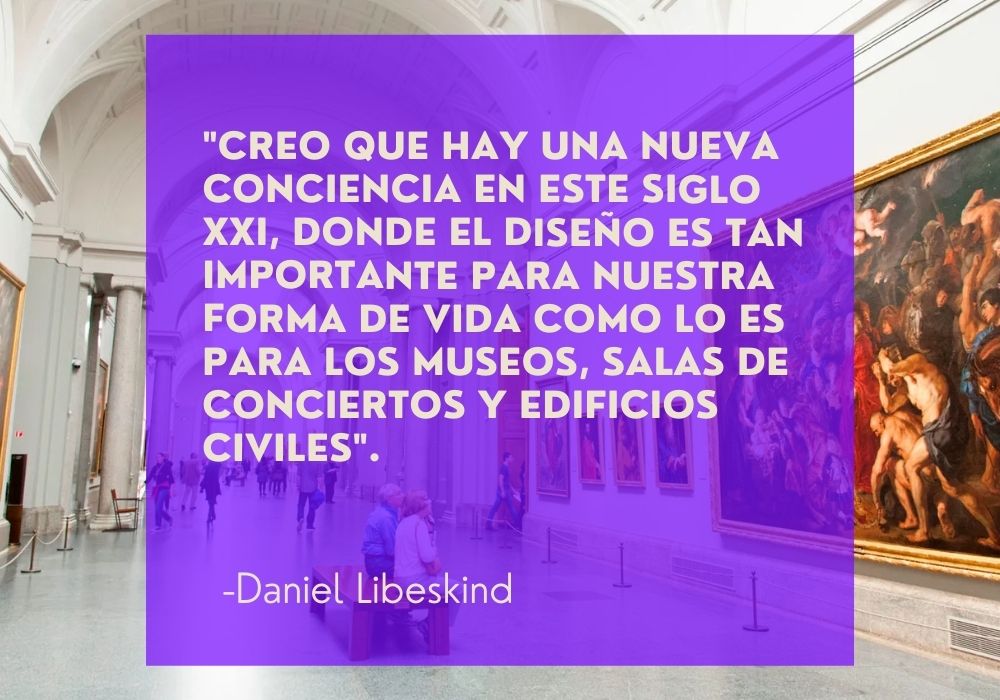 "CREO QUE HAY UNA NUEVA
CONCIENCIA EN ESTE SIGLO
XXI, DONDE EL DISEÑO ES TAN
IMPORTANTE PARA NUESTRA
FORMA DE VIDA COMO LO ES
PARA LOS MUSEOS, SALAS DE
CONCIERTOS Y EDIFICIOS
CIVILES".
-Daniel Libeskind